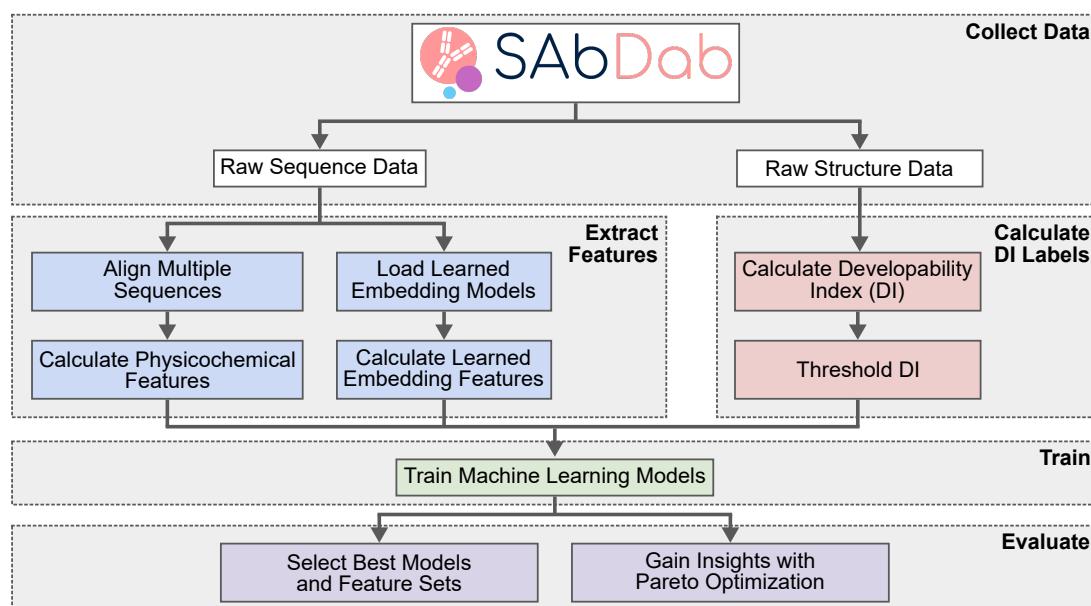 Collect Data
SAbDab
Raw Sequence Data
Raw Structure Data
Extract
Features
Calculate
DI Labels
Align Multiple
Sequences
Load Learned
Embedding Models
Calculate Developability
Index (DI)
Calculate Physicochemical
Features
Calculate Learned
Embedding Features
Threshold DI
Train
Train Machine Learning Models
Evaluate
Select Best Models
and Feature Sets
Gain Insights with
Pareto Optimization